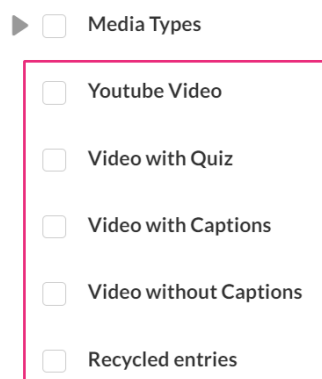 Media Types
Youtube Video
Video with Quiz
Video with Captions
Video without Captions
Recycled entries